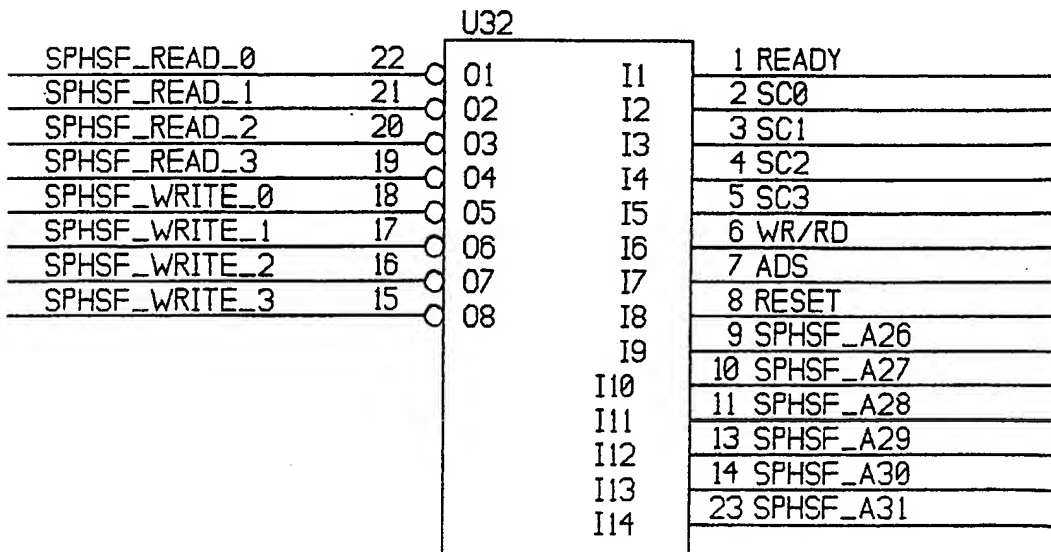 U32
SPHSF_READ_0 22 O1 I1 1 READY
SPHSF_READ_1 21 O2 I2 2 SC0
SPHSF_READ_2 20 O3 I3 3 SC1
SPHSF_READ_3 19 O4 I4 4 SC2
SPHSF_WRITE_0 18 O5 I5 5 SC3
SPHSF_WRITE_1 17 O6 I6 6 WR/RD
SPHSF_WRITE_2 16 O7 I7 7 ADS
SPHSF_WRITE_3 15 O8 I8 8 RESET
I9 9 SPHSF_A26
I10 10 SPHSF_A27
I11 11 SPHSF_A28
I12 13 SPHSF_A29
I13 14 SPHSF_A30
I14 23 SPHSF_A31